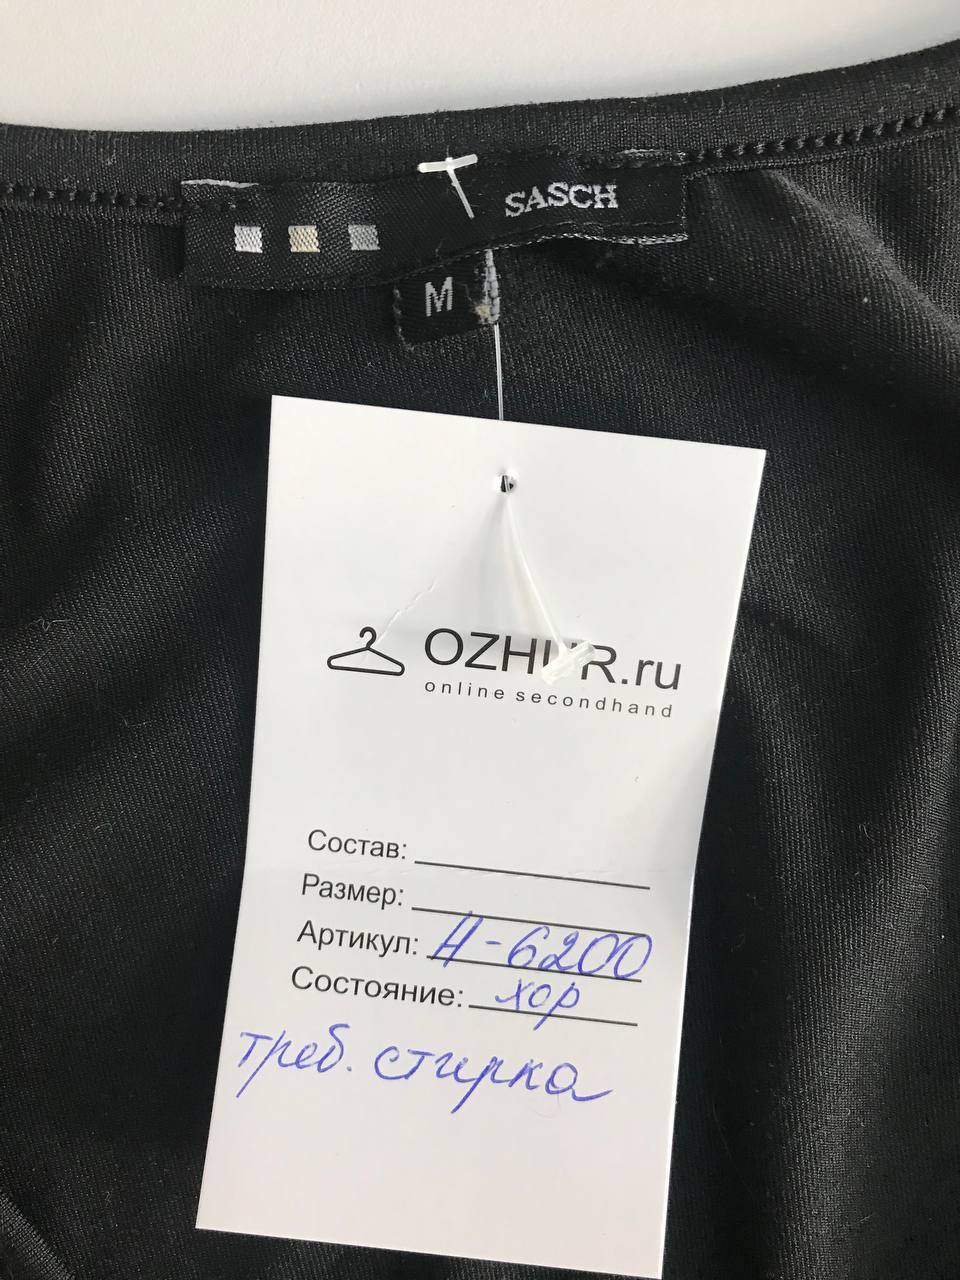 SASCH
M
OZHUR.ru
online secondhand
Состав:
Размер:
Артикул: H-6200
Состояние: хор
треб. стирка